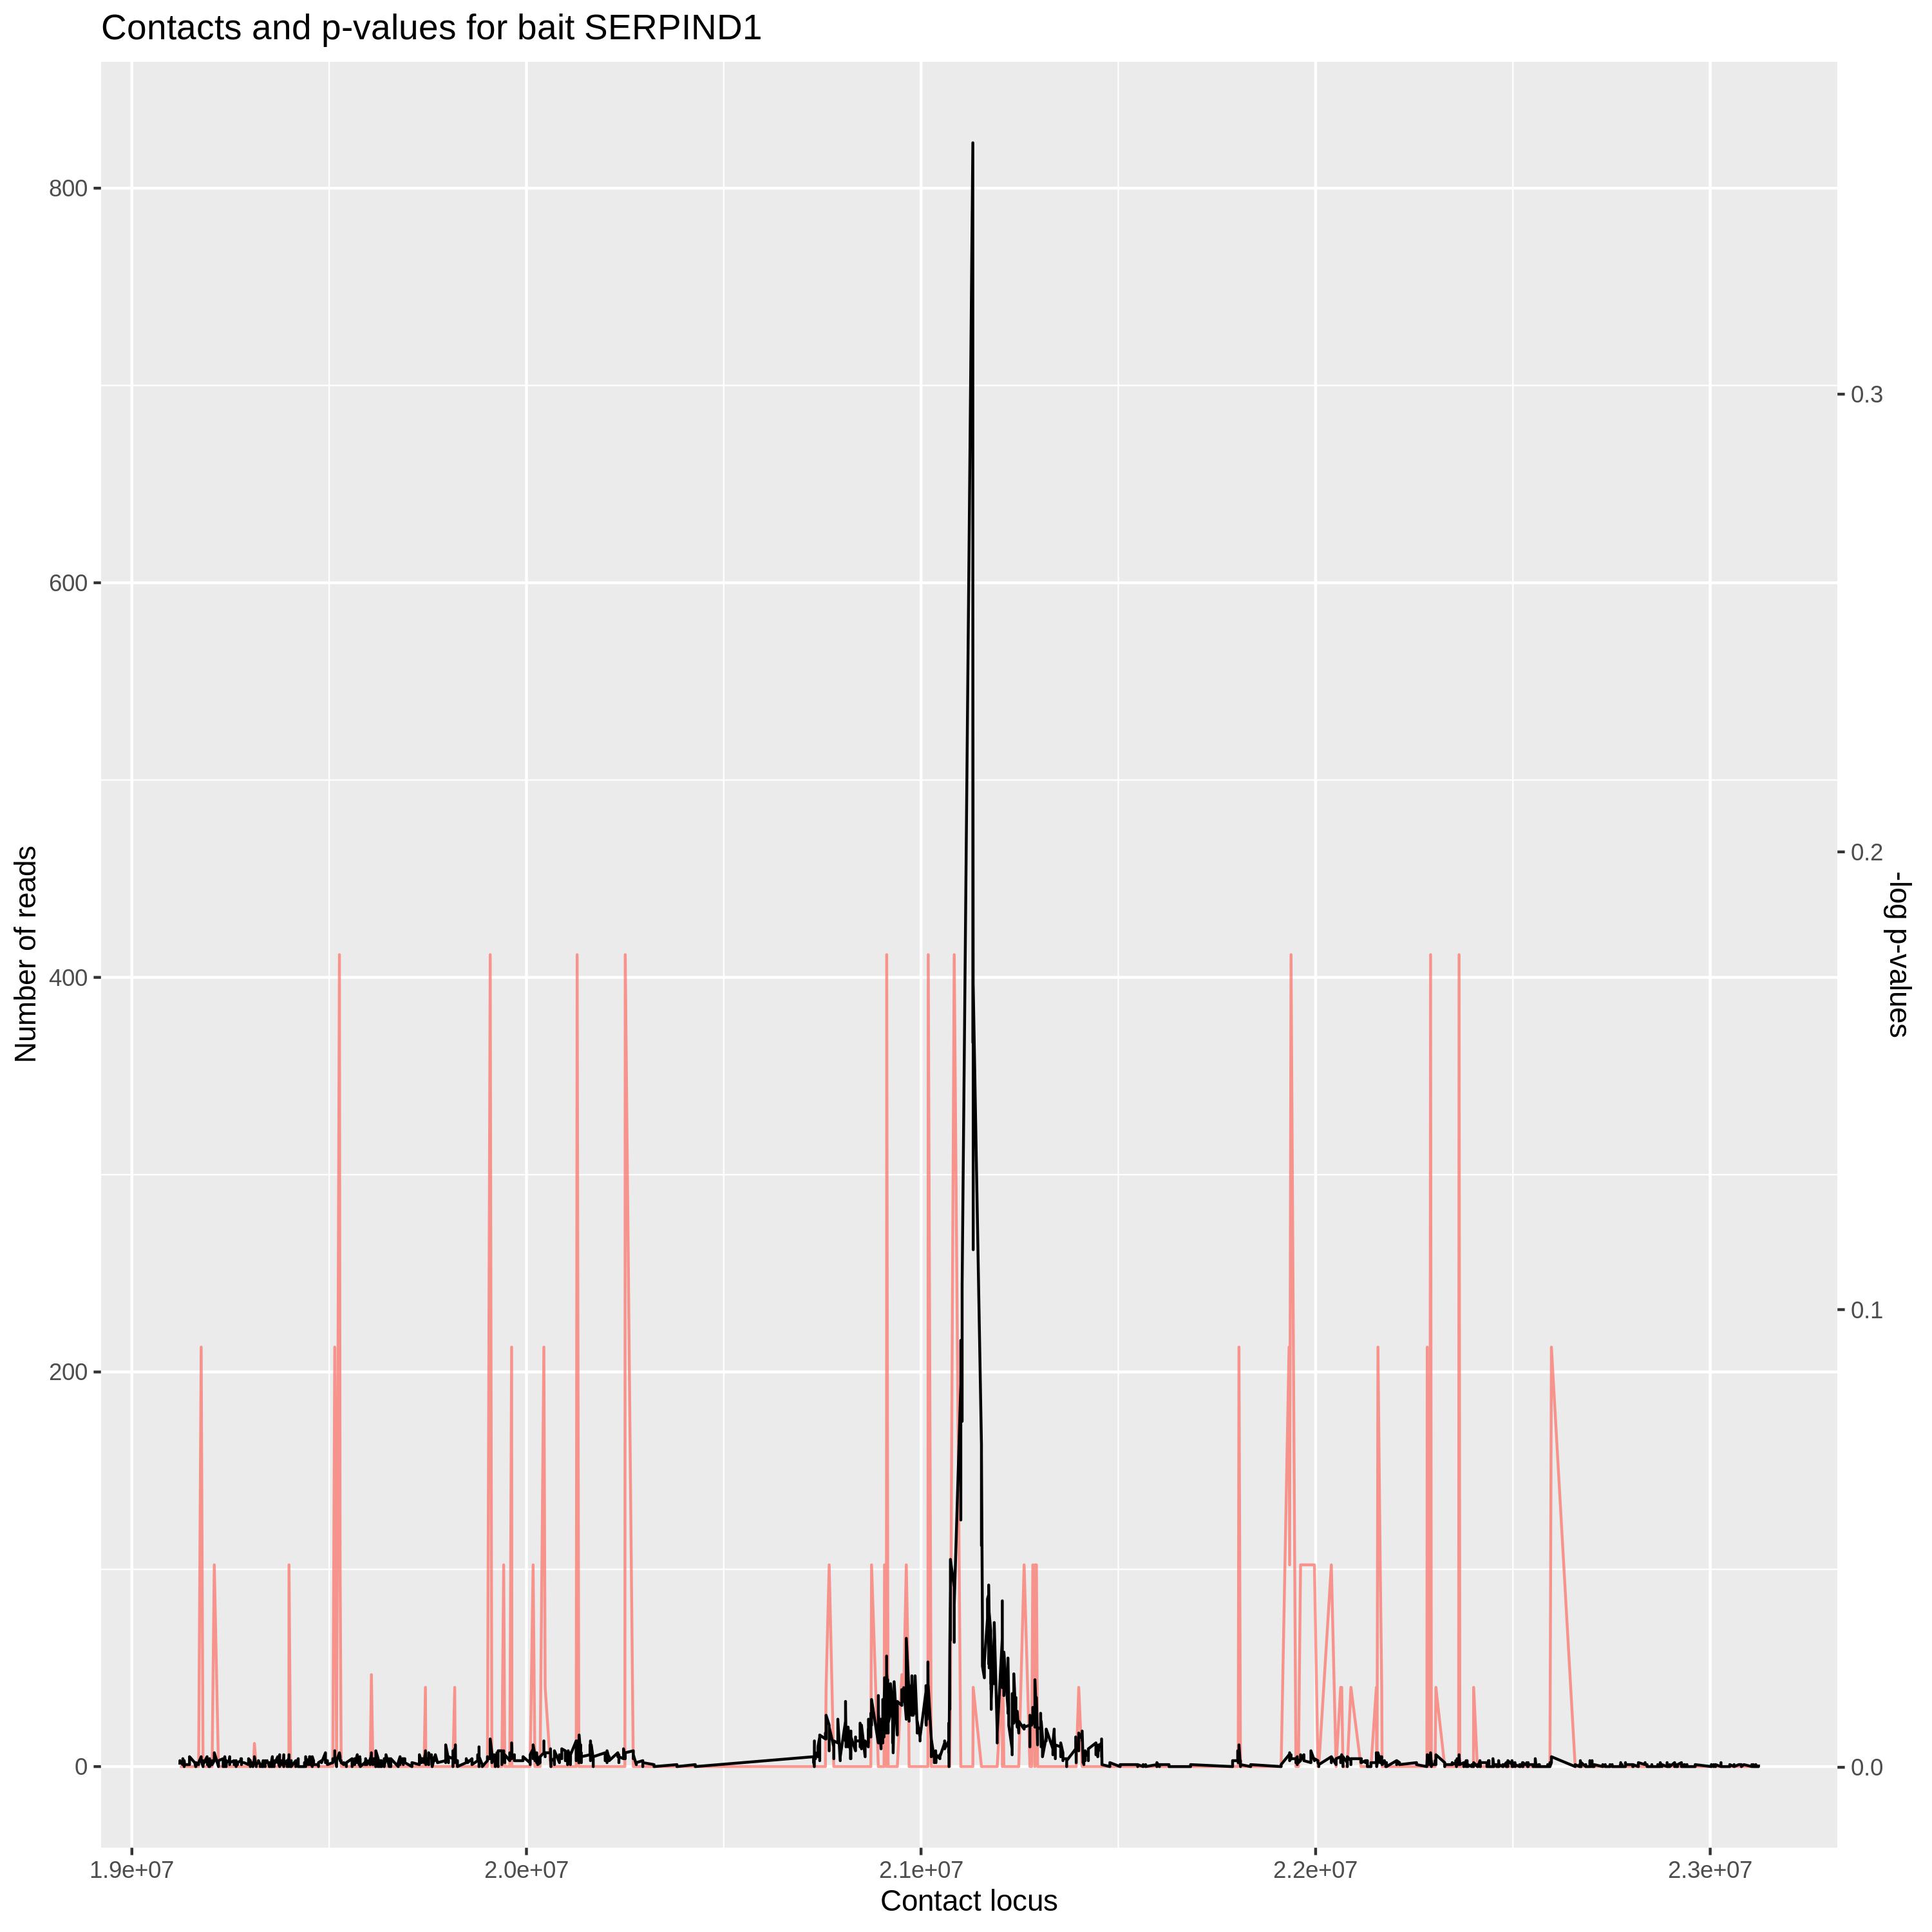 Contacts and p-values for bait SERPIND1
800
600
400
200
0
Number of reads
0.3
0.2
0.1
0.0
-log p-values
1.9e+07
2.0e+07
2.1e+07
2.2e+07
2.3e+07
Contact locus